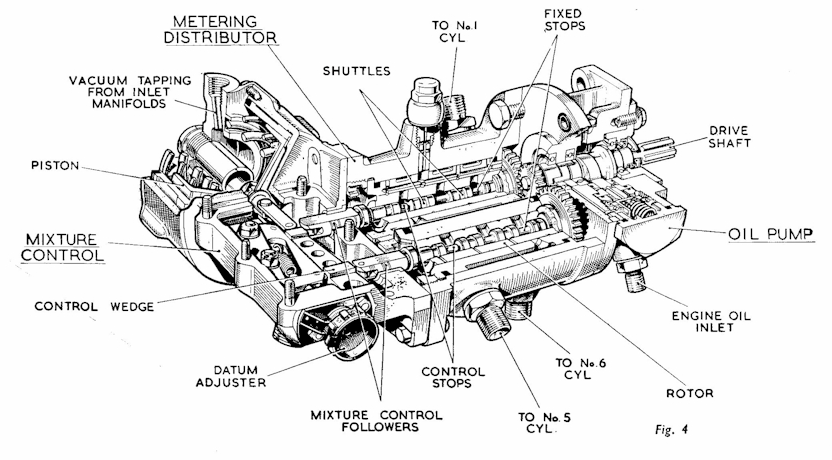 METERING
DISTRIBUTOR
TO No.1
CYL
FIXED
STOPS
SHUTTLES
VACUUM TAPPING
FROM INLET
MANIFOLDS
DRIVE
SHAFT
PISTON
MIXTURE
CONTROL
OIL PUMP
CONTROL WEDGE
ENGINE OIL
INLET
DATUM
ADJUSTER
CONTROL
STOPS
TO No.6
CYL
ROTOR
MIXTURE CONTROL
FOLLOWERS
TO No.5
CYL.
Fig. 4